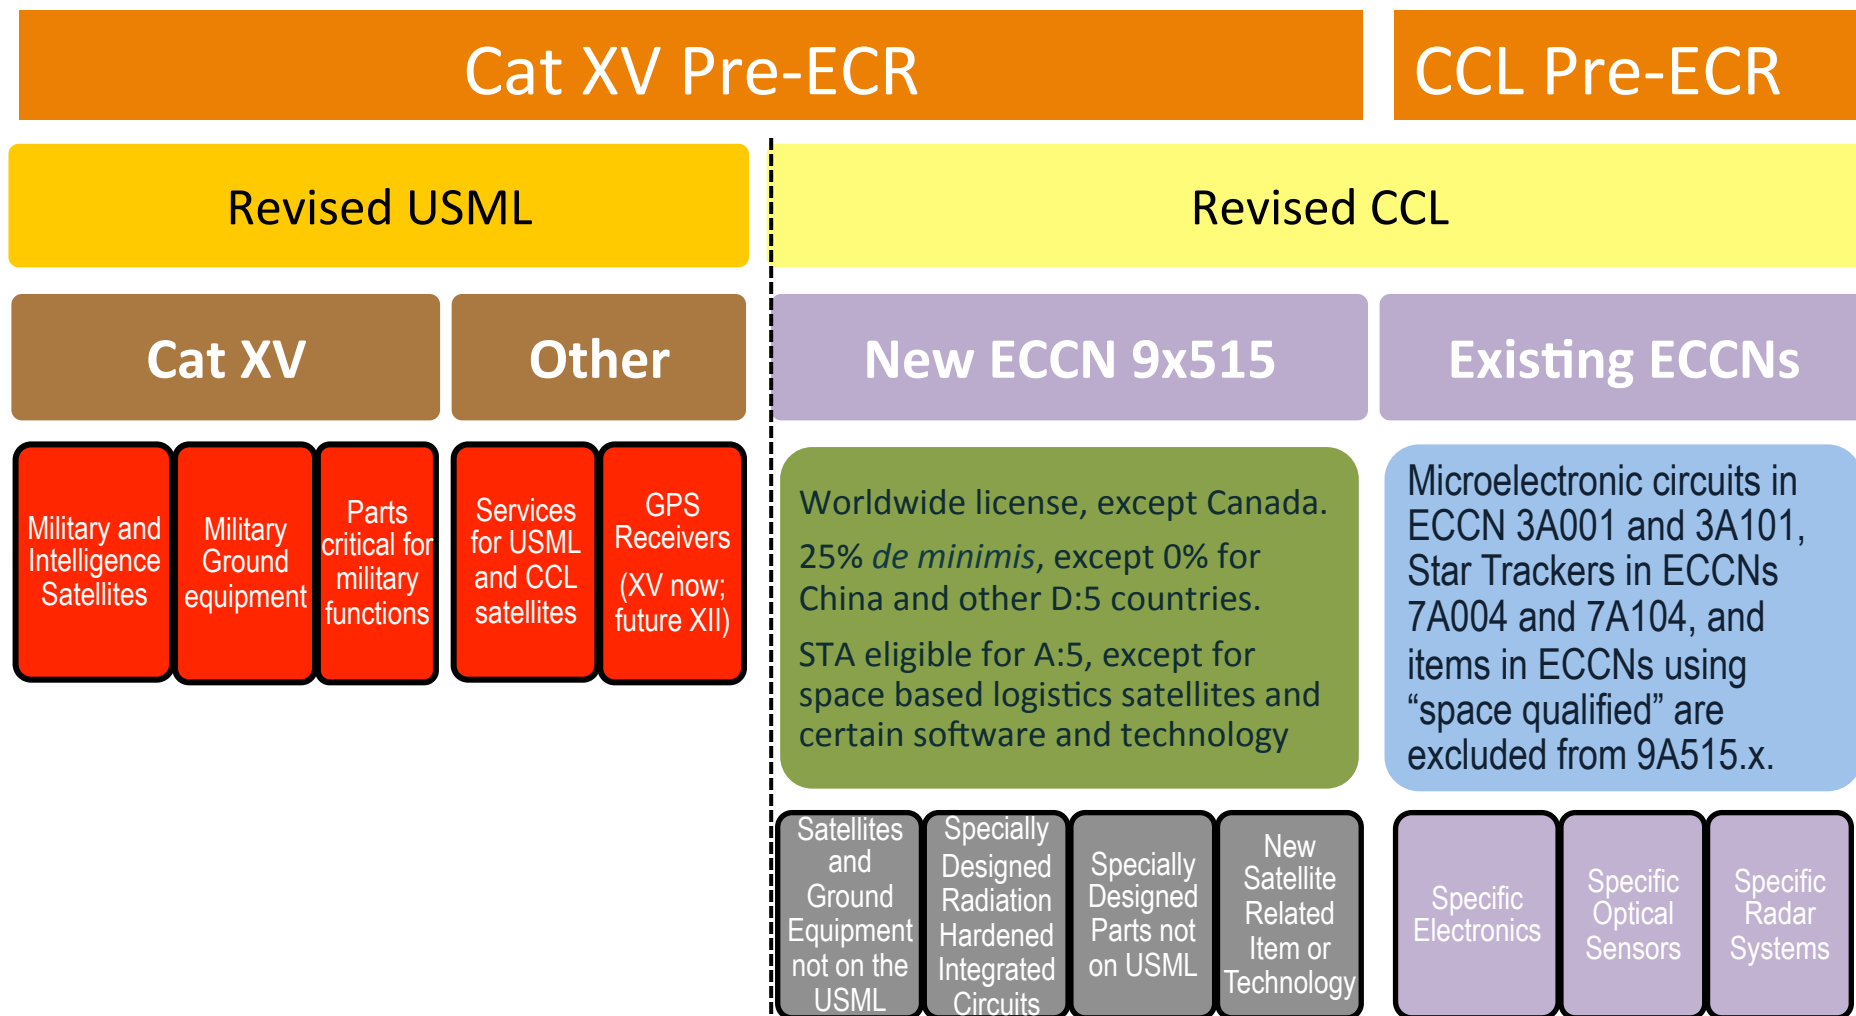 Cat XV Pre-ECR
CCL Pre-ECR
Revised USML
Revised CCL
Cat XV
Other
New ECCN 9x515
Existing ECCNs
Military and
Intelligence
Satellites
Military
Ground
equipment
Parts
critical for
military
functions
Services
for USML
and CCL
satellites
GPS
Receivers
(XV now;
future XII)
Worldwide license, except Canada.
25% de minimis, except 0% for
China and other D:5 countries.
STA eligible for A:5, except for
space based logistics satellites and
certain software and technology
Microelectronic circuits in
ECCN 3A001 and 3A101,
Star Trackers in ECCNs
7A004 and 7A104, and
items in ECCNs using
“space qualified” are
excluded from 9A515.x.
Satellites
and
Ground
Equipment
not on the
USML
Specially
Designed
Radiation
Hardened
Integrated
Circuits
Specially
Designed
Parts not
on USML
New
Satellite
Related
Item or
Technology
Specific
Electronics
Specific
Optical
Sensors
Specific
Radar
Systems